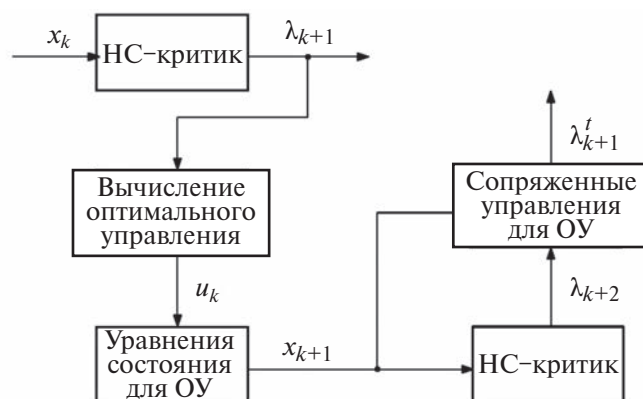 x_k
НС–критик
λ_{k+1}
Вычисление
оптимального
управления
u_k
Уравнения
состояния
для ОУ
x_{k+1}
λ^t_{k+1}
Сопряженные
управления
для ОУ
λ_{k+2}
НС–критик